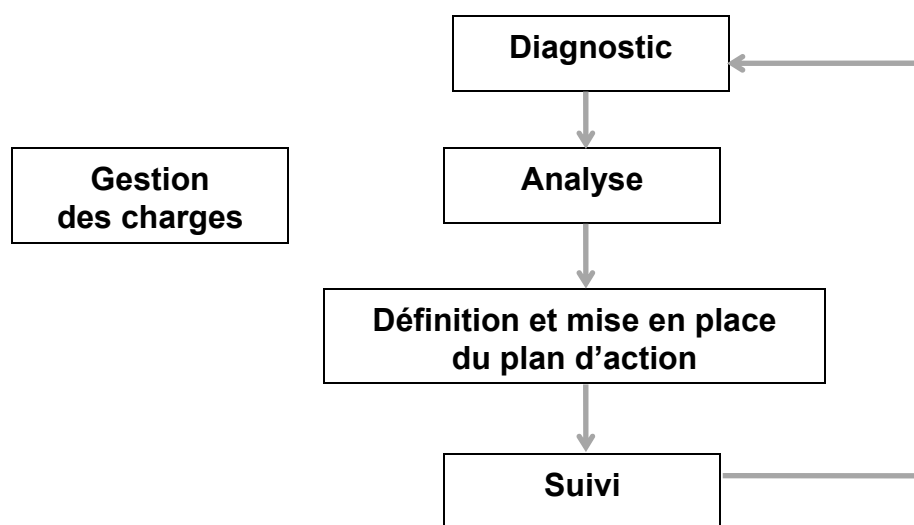 Diagnostic
Gestion
des charges
Analyse
Définition et mise en place
du plan d’action
Suivi